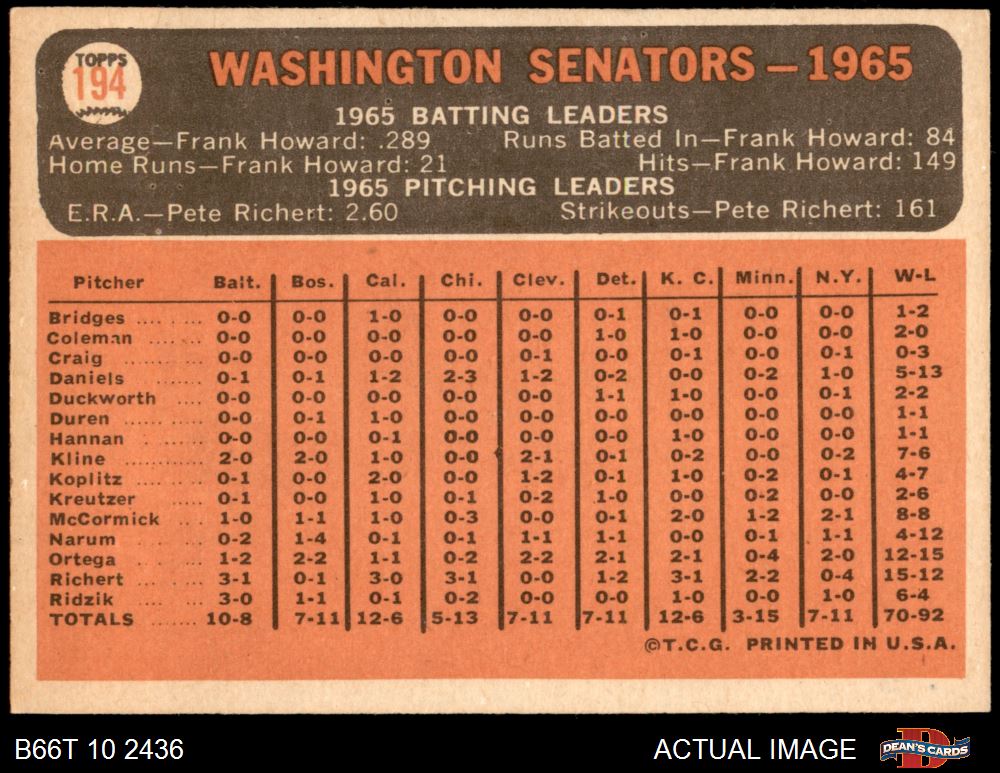 TOPPS
194
WASHINGTON SENATORS — 1965
1965 BATTING LEADERS
Average—Frank Howard: .289 Runs Batted In—Frank Howard: 84
Home Runs—Frank Howard: 21 Hits—Frank Howard: 149
1965 PITCHING LEADERS
E.R.A.—Pete Richert: 2.60 Strikeouts—Pete Richert: 161
Pitcher Balt. Bos. Cal. Chi. Clev. Det. K. C. Minn. N.Y. W-L
Bridges 0-0 0-0 1-0 0-0 0-0 0-1 0-1 0-0 0-0 1-2
Coleman 0-0 0-0 0-0 0-0 0-0 1-0 1-0 0-0 0-0 2-0
Craig 0-0 0-0 0-0 0-0 0-1 0-0 0-1 0-0 0-1 0-3
Daniels 0-1 0-1 1-2 2-3 1-2 0-2 0-0 0-2 1-0 5-13
Duckworth 0-0 0-0 0-0 0-0 0-0 1-1 1-0 0-0 0-1 2-2
Duren 0-0 0-1 1-0 0-0 0-0 0-0 0-0 0-0 0-0 1-1
Hannan 0-0 0-0 0-1 0-0 0-0 0-0 1-0 0-0 0-0 1-1
Kline 2-0 2-0 1-0 0-0 2-1 0-1 0-2 0-0 0-2 7-6
Koplitz 0-1 0-0 2-0 0-0 1-2 0-1 1-0 0-2 0-1 4-7
Kreutzer 0-1 0-0 1-0 0-1 0-2 1-0 0-0 0-2 0-0 2-6
McCormick 1-0 1-1 1-0 0-3 0-0 0-1 2-0 1-2 2-1 8-8
Narum 0-2 1-4 0-1 0-1 1-1 1-1 0-0 0-1 1-1 4-12
Ortega 1-2 2-2 1-1 0-2 2-2 2-1 2-1 0-4 2-0 12-15
Richert 3-1 0-1 3-0 3-1 0-0 1-2 3-1 2-2 0-4 15-12
Ridzik 3-0 1-1 0-1 0-2 0-0 0-0 1-0 0-0 1-0 6-4
TOTALS 10-8 7-11 12-6 5-13 7-11 7-11 12-6 3-15 7-11 70-92
©T.C.G. PRINTED IN U.S.A.
B66T 10 2436 ACTUAL IMAGE DEAN'S CARDS